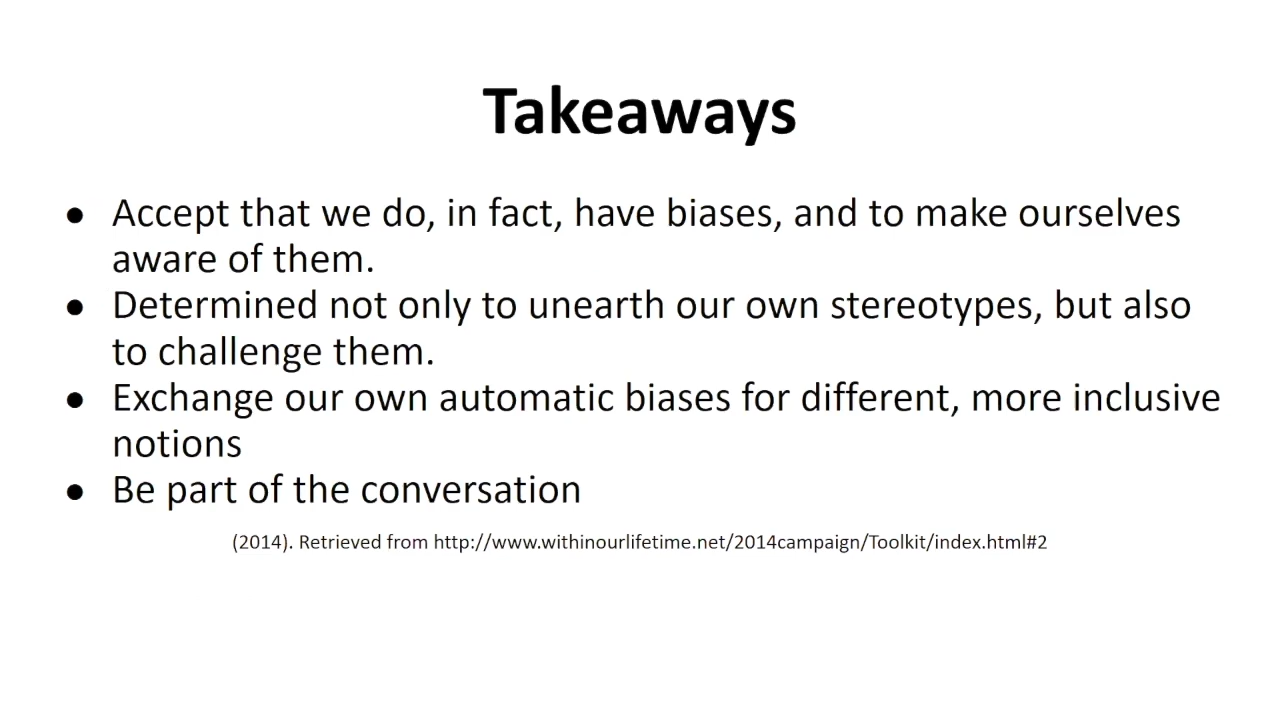 Takeaways
● Accept that we do, in fact, have biases, and to make ourselves
aware of them.
● Determined not only to unearth our own stereotypes, but also
to challenge them.
● Exchange our own automatic biases for different, more inclusive
notions
● Be part of the conversation
(2014). Retrieved from http://www.withinourlifetime.net/2014campaign/Toolkit/index.html#2